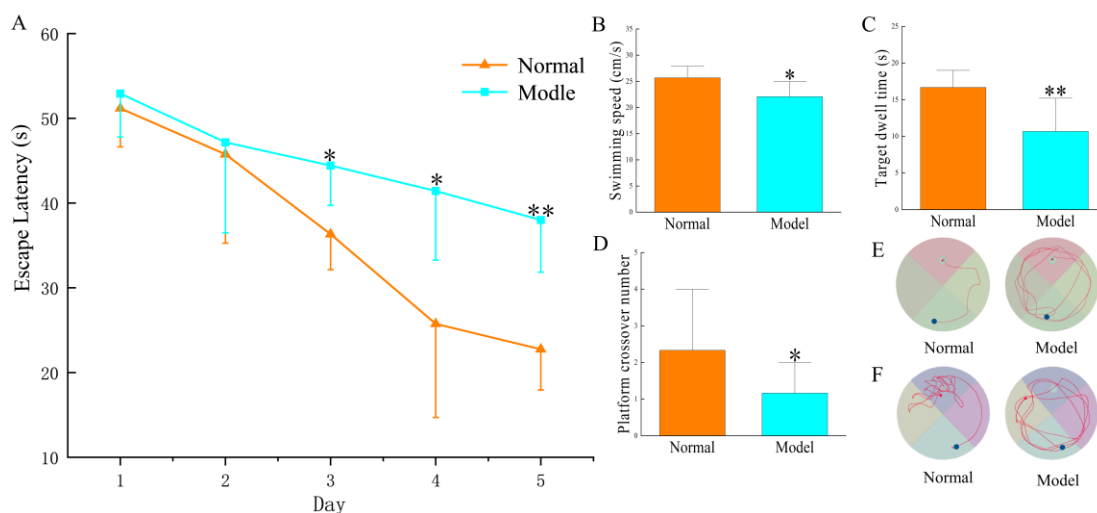 A
60
50
40
30
20
10
Escape Latency (s)
Normal
Modle
*
*
**
1
2
3
4
5
Day
B
Swimming speed (cm/s)
35
30
25
20
15
10
5
0
*
Normal
Model
C
Target dwell time (s)
25
20
15
10
5
0
**
Normal
Model
D
Platform crossover number
5
4
3
2
1
0
*
Normal
Model
E
Normal
Model
F
Normal
Model